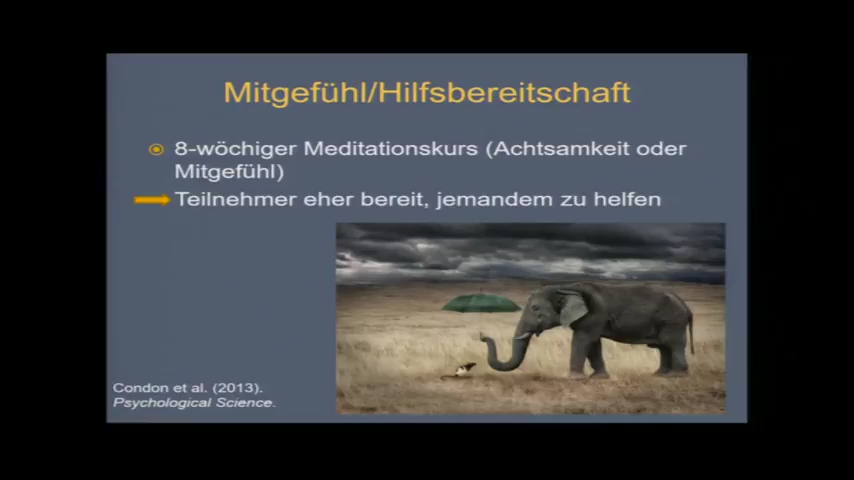 Mitgefühl/Hilfsbereitschaft
8-wöchiger Meditationskurs (Achtsamkeit oder
Mitgefühl)
Teilnehmer eher bereit, jemandem zu helfen
Condon et al. (2013).
Psychological Science.